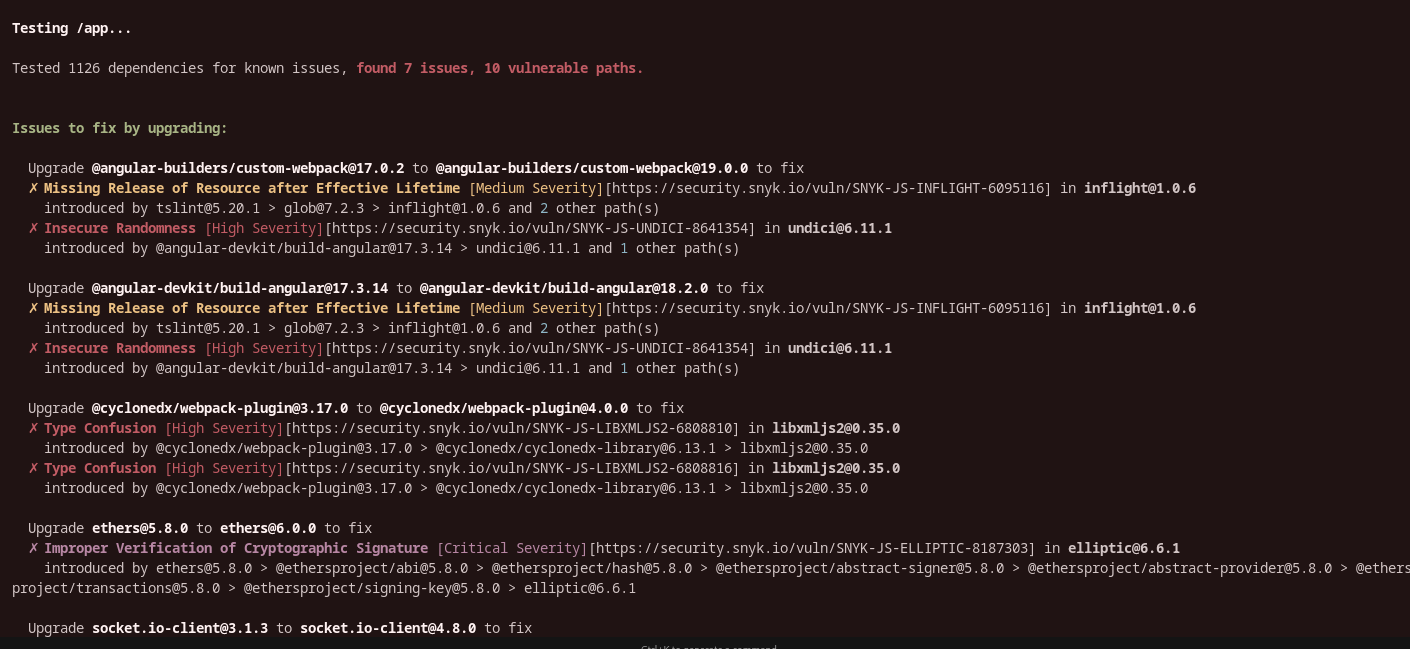 Testing /app...
Tested 1126 dependencies for known issues, found 7 issues, 10 vulnerable paths.
Issues to fix by upgrading:
Upgrade @angular-builders/custom-webpack@17.0.2 to @angular-builders/custom-webpack@19.0.0 to fix
✗ Missing Release of Resource after Effective Lifetime [Medium Severity][https://security.snyk.io/vuln/SNYK-JS-INFLIGHT-6095116] in inflight@1.0.6
introduced by tslint@5.20.1 > glob@7.2.3 > inflight@1.0.6 and 2 other path(s)
✗ Insecure Randomness [High Severity][https://security.snyk.io/vuln/SNYK-JS-UNDICI-8641354] in undici@6.11.1
introduced by @angular-devkit/build-angular@17.3.14 > undici@6.11.1 and 1 other path(s)
Upgrade @angular-devkit/build-angular@17.3.14 to @angular-devkit/build-angular@18.2.0 to fix
✗ Missing Release of Resource after Effective Lifetime [Medium Severity][https://security.snyk.io/vuln/SNYK-JS-INFLIGHT-6095116] in inflight@1.0.6
introduced by tslint@5.20.1 > glob@7.2.3 > inflight@1.0.6 and 2 other path(s)
✗ Insecure Randomness [High Severity][https://security.snyk.io/vuln/SNYK-JS-UNDICI-8641354] in undici@6.11.1
introduced by @angular-devkit/build-angular@17.3.14 > undici@6.11.1 and 1 other path(s)
Upgrade @cyclonedx/webpack-plugin@3.17.0 to @cyclonedx/webpack-plugin@4.0.0 to fix
✗ Type Confusion [High Severity][https://security.snyk.io/vuln/SNYK-JS-LIBXMLJS2-6808810] in libxmljs2@0.35.0
introduced by @cyclonedx/webpack-plugin@3.17.0 > @cyclonedx/cyclonedx-library@6.13.1 > libxmljs2@0.35.0
✗ Type Confusion [High Severity][https://security.snyk.io/vuln/SNYK-JS-LIBXMLJS2-6808816] in libxmljs2@0.35.0
introduced by @cyclonedx/webpack-plugin@3.17.0 > @cyclonedx/cyclonedx-library@6.13.1 > libxmljs2@0.35.0
Upgrade ethers@5.8.0 to ethers@6.0.0 to fix
✗ Improper Verification of Cryptographic Signature [Critical Severity][https://security.snyk.io/vuln/SNYK-JS-ELLIPTIC-8187303] in elliptic@6.6.1
introduced by ethers@5.8.0 > @ethersproject/abi@5.8.0 > @ethersproject/hash@5.8.0 > @ethersproject/abstract-signer@5.8.0 > @ethersproject/abstract-provider@5.8.0 > @ethers
project/transactions@5.8.0 > @ethersproject/signing-key@5.8.0 > elliptic@6.6.1
Upgrade socket.io-client@3.1.3 to socket.io-client@4.8.0 to fix